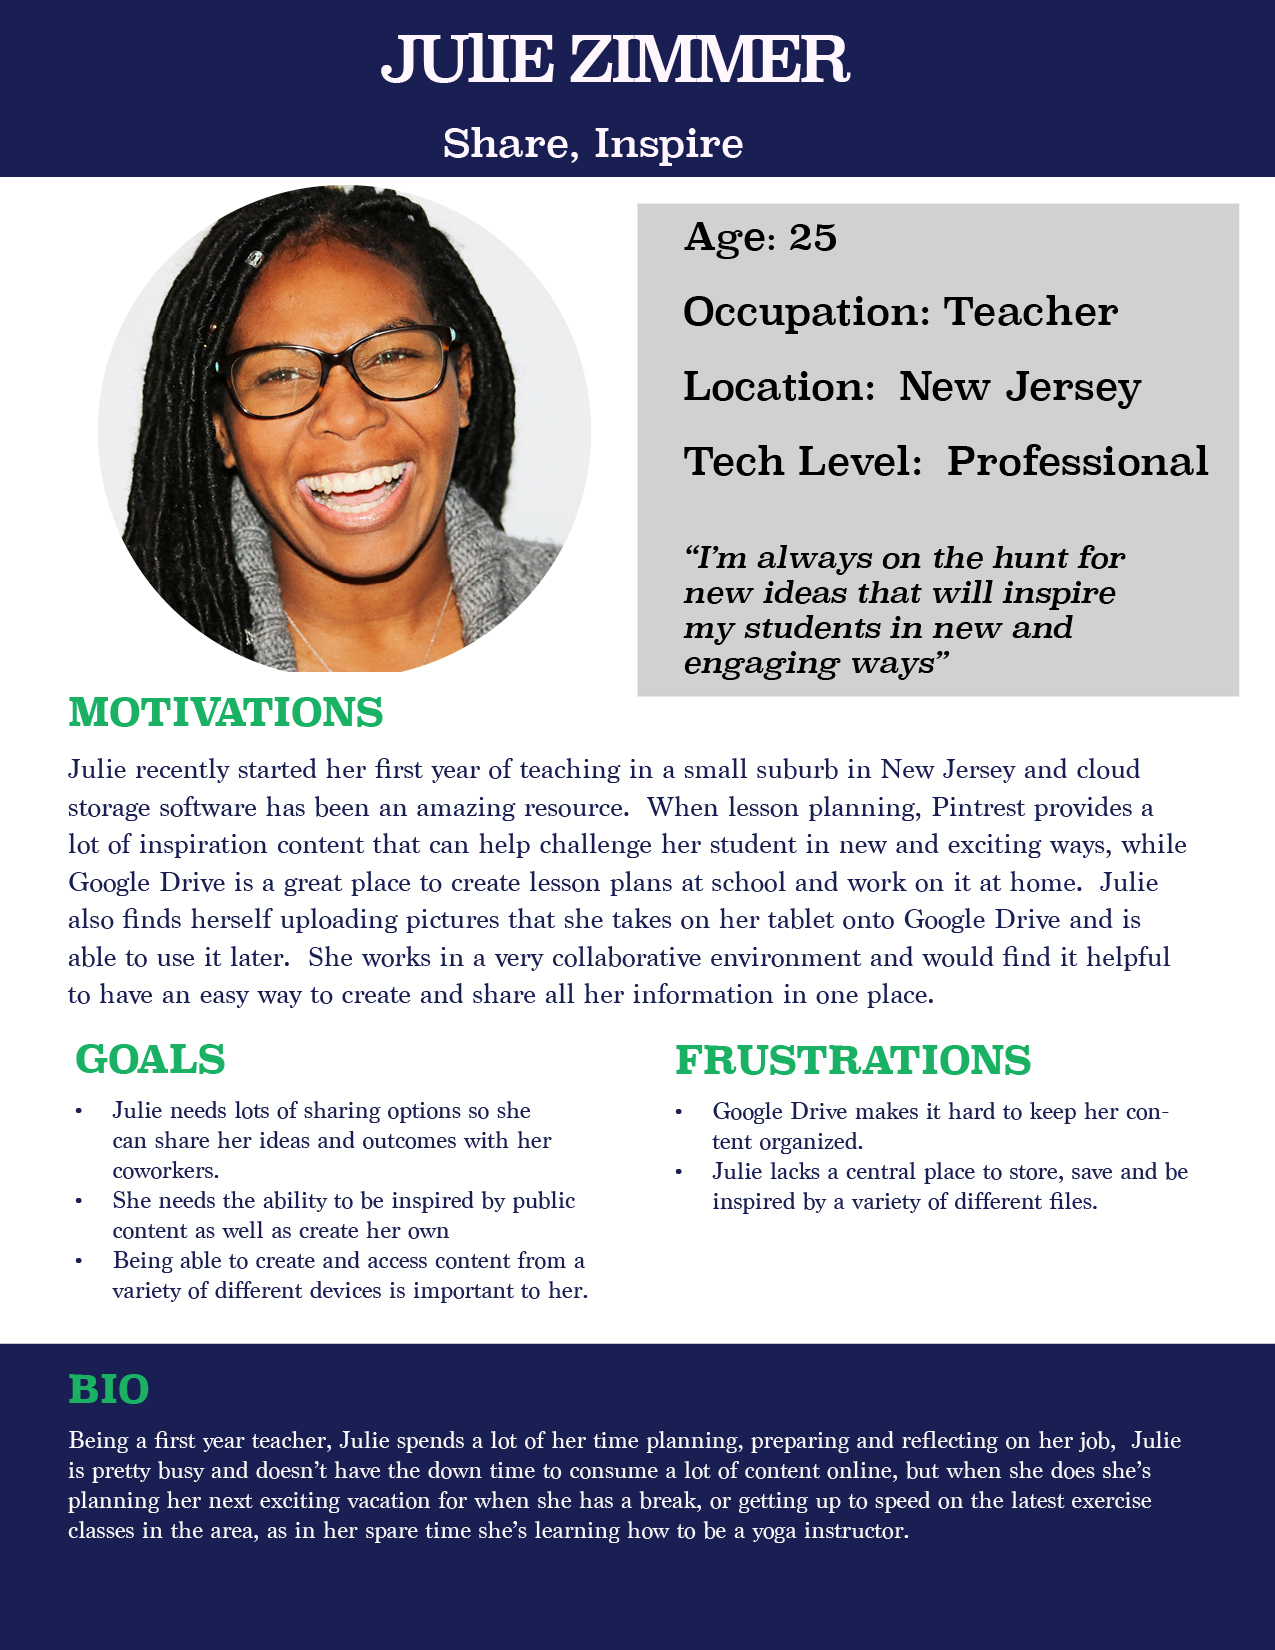 JUlIE ZIMMER
Share, Inspire
Age: 25
Occupation: Teacher
Location:  New Jersey
Tech Level:  Professional
“I’m always on the hunt for
new ideas that will inspire
my students in new and
engaging ways”
MOTIVATIONS
Julie recently started her first year of teaching in a small suburb in New Jersey and cloud
storage software has been an amazing resource.  When lesson planning, Pintrest provides a
lot of inspiration content that can help challenge her student in new and exciting ways, while
Google Drive is a great place to create lesson plans at school and work on it at home.  Julie
also finds herself uploading pictures that she takes on her tablet onto Google Drive and is
able to use it later.  She works in a very collaborative environment and would find it helpful
to have an easy way to create and share all her information in one place.
GOALS
• Julie needs lots of sharing options so she
can share her ideas and outcomes with her
coworkers.
• She needs the ability to be inspired by public
content as well as create her own
• Being able to create and access content from a
variety of different devices is important to her.
FRUSTRATIONS
• Google Drive makes it hard to keep her con-
tent organized.
• Julie lacks a central place to store, save and be
inspired by a variety of different files.
BIO
Being a first year teacher, Julie spends a lot of her time planning, preparing and reflecting on her job,  Julie
is pretty busy and doesn’t have the down time to consume a lot of content online, but when she does she’s
planning her next exciting vacation for when she has a break, or getting up to speed on the latest exercise
classes in the area, as in her spare time she’s learning how to be a yoga instructor.